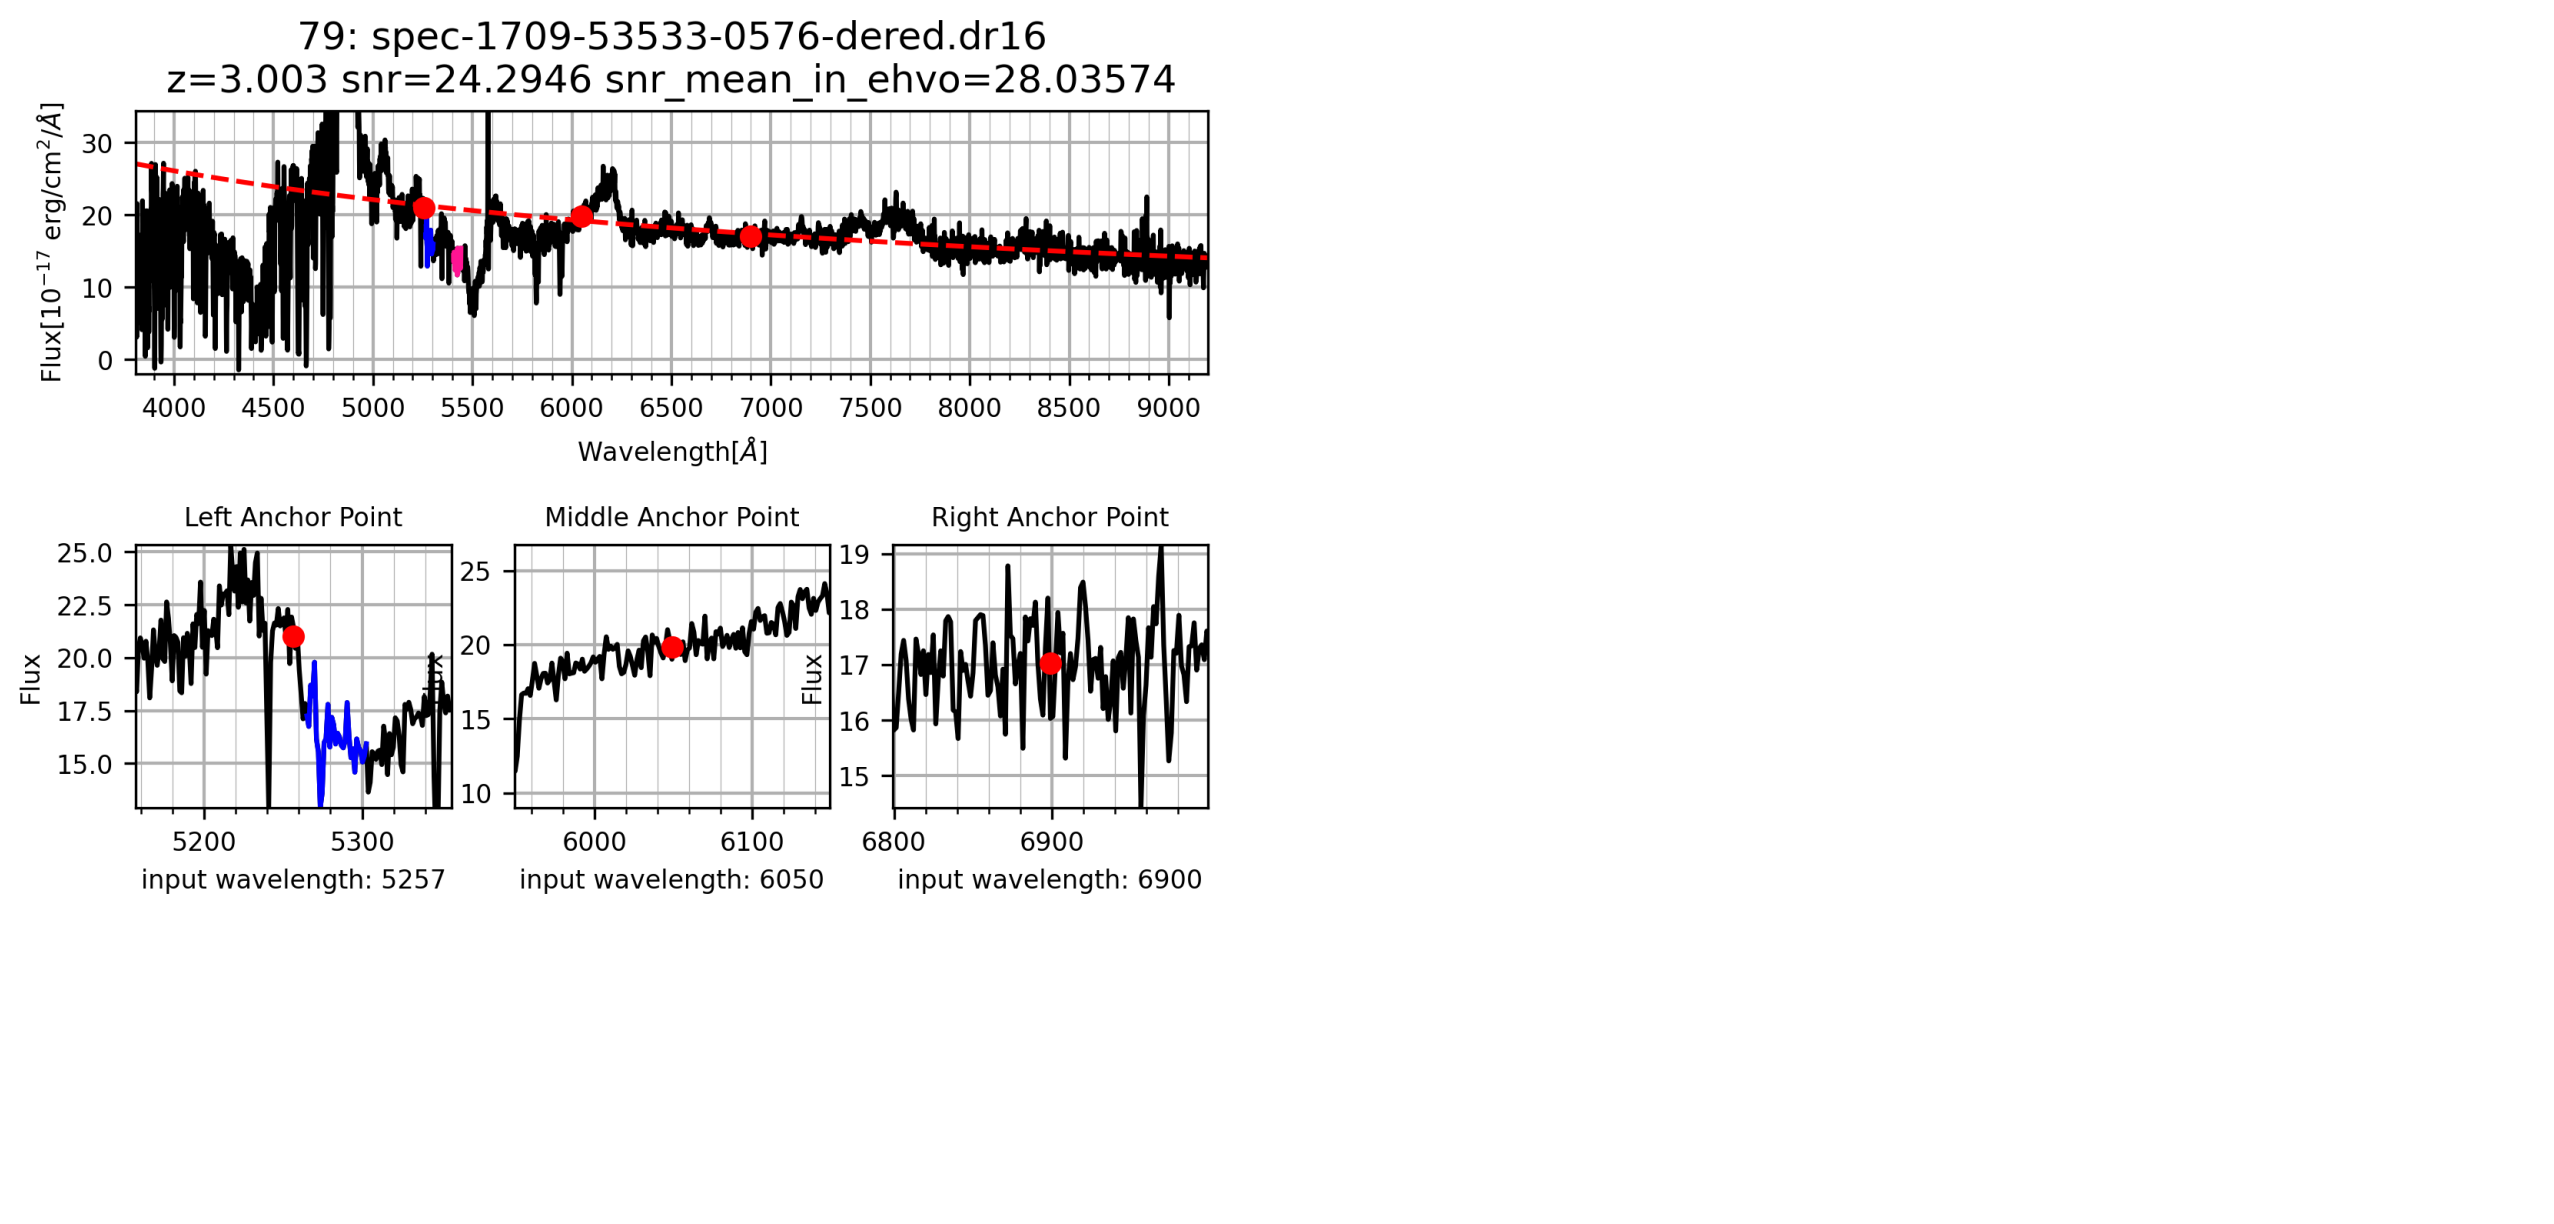 79: spec-1709-53533-0576-dered.dr16
z=3.003 snr=24.2946 snr_mean_in_ehvo=28.03574
Flux[10⁻¹⁷ erg/cm²/Å]
30
20
10
0
4000 4500 5000 5500 6000 6500 7000 7500 8000 8500 9000
Wavelength[Å]
Left Anchor Point
Flux
25.0
22.5
20.0
17.5
15.0
5200 5300
input wavelength: 5257
Middle Anchor Point
Flux
25
20
15
10
6000 6100
input wavelength: 6050
Right Anchor Point
Flux
19
18
17
16
15
6800 6900
input wavelength: 6900